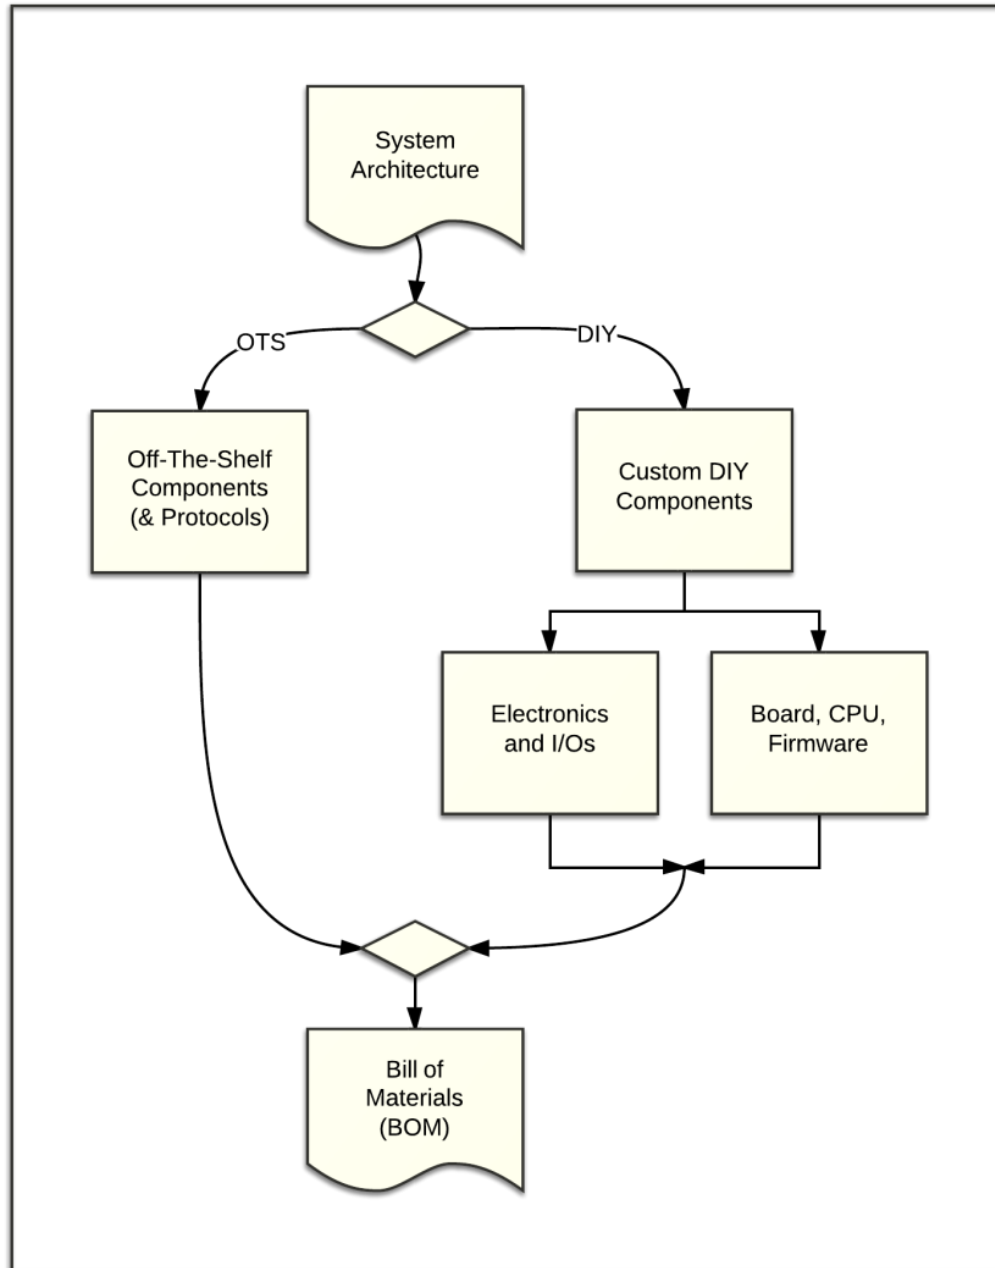 System
Architecture
OTS
DIY
Off-The-Shelf
Components
(& Protocols)
Custom DIY
Components
Electronics
and I/Os
Board, CPU,
Firmware
Bill of
Materials
(BOM)